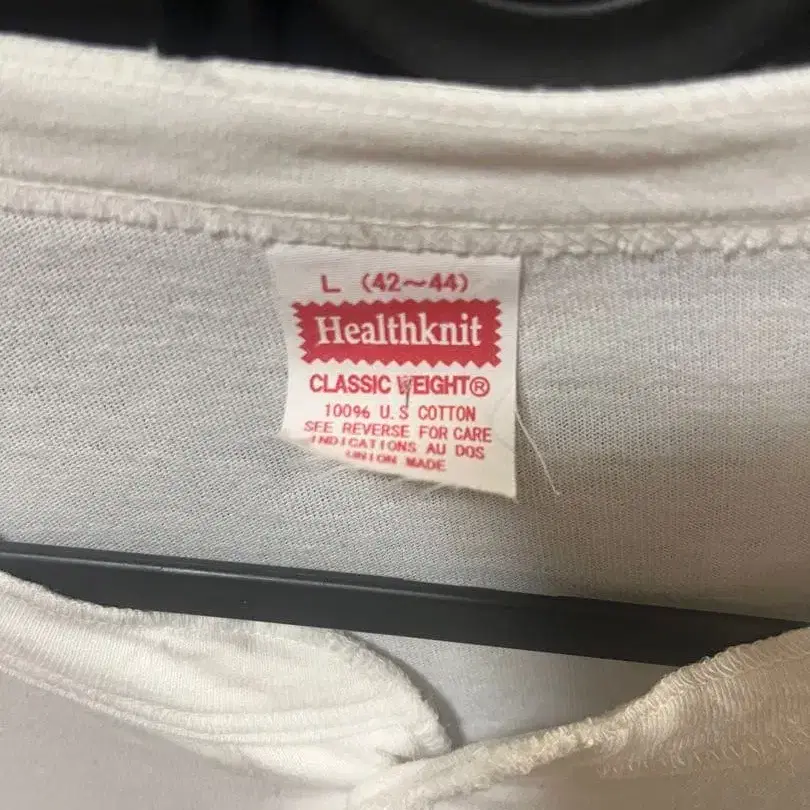 L (42~44)
Healthknit
CLASSIC WEIGHT®
100% U.S COTTON
SEE REVERSE FOR CARE
INDICATIONS AU DOS
UNION MADE